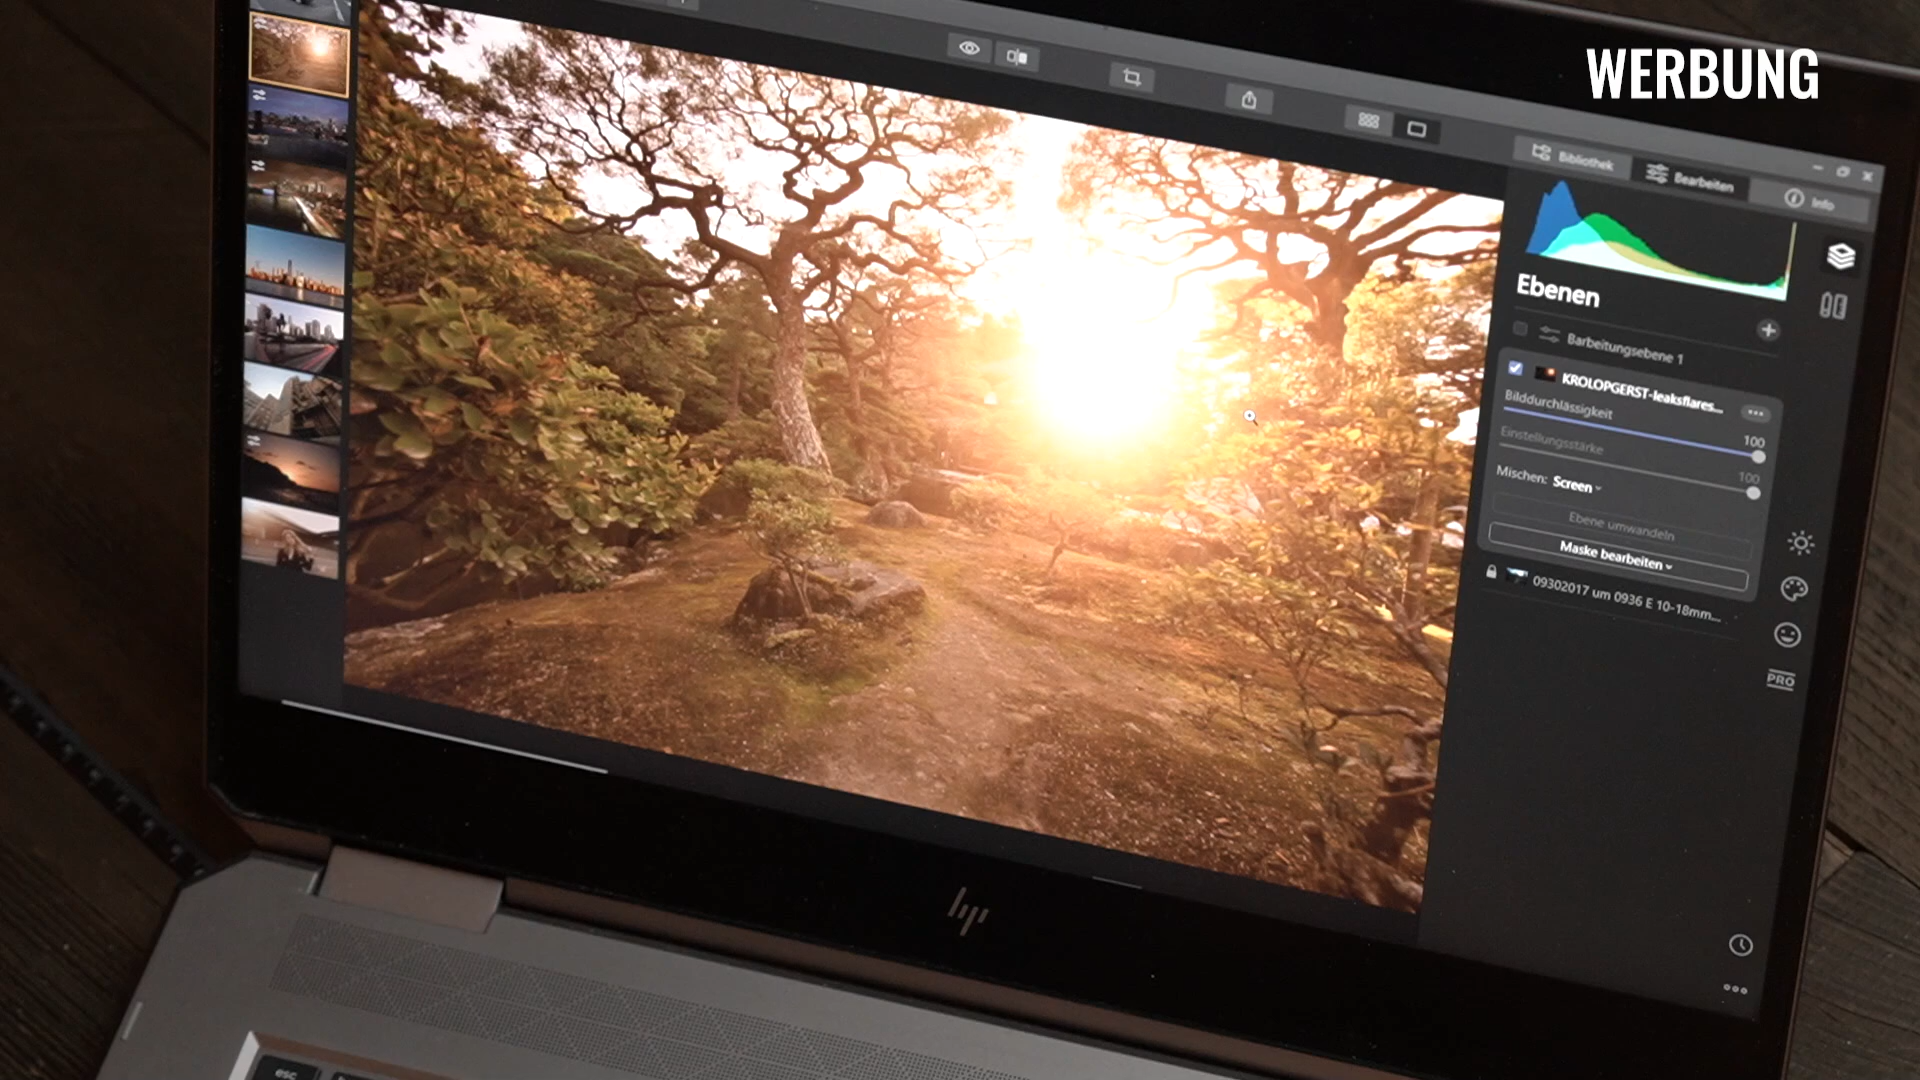 WERBUNG
Bibliothek
Bearbeiten
Info
Ebenen
Barbeitungsebene 1
KROLOPGERST-leaksflares...
Bilddurchlässigkeit
100
Einstellungsstärke
100
Mischen: Screen
Ebene umwandeln
Maske bearbeiten
09302017 um 0936 E 10-18mm...
PRO
hp
esc